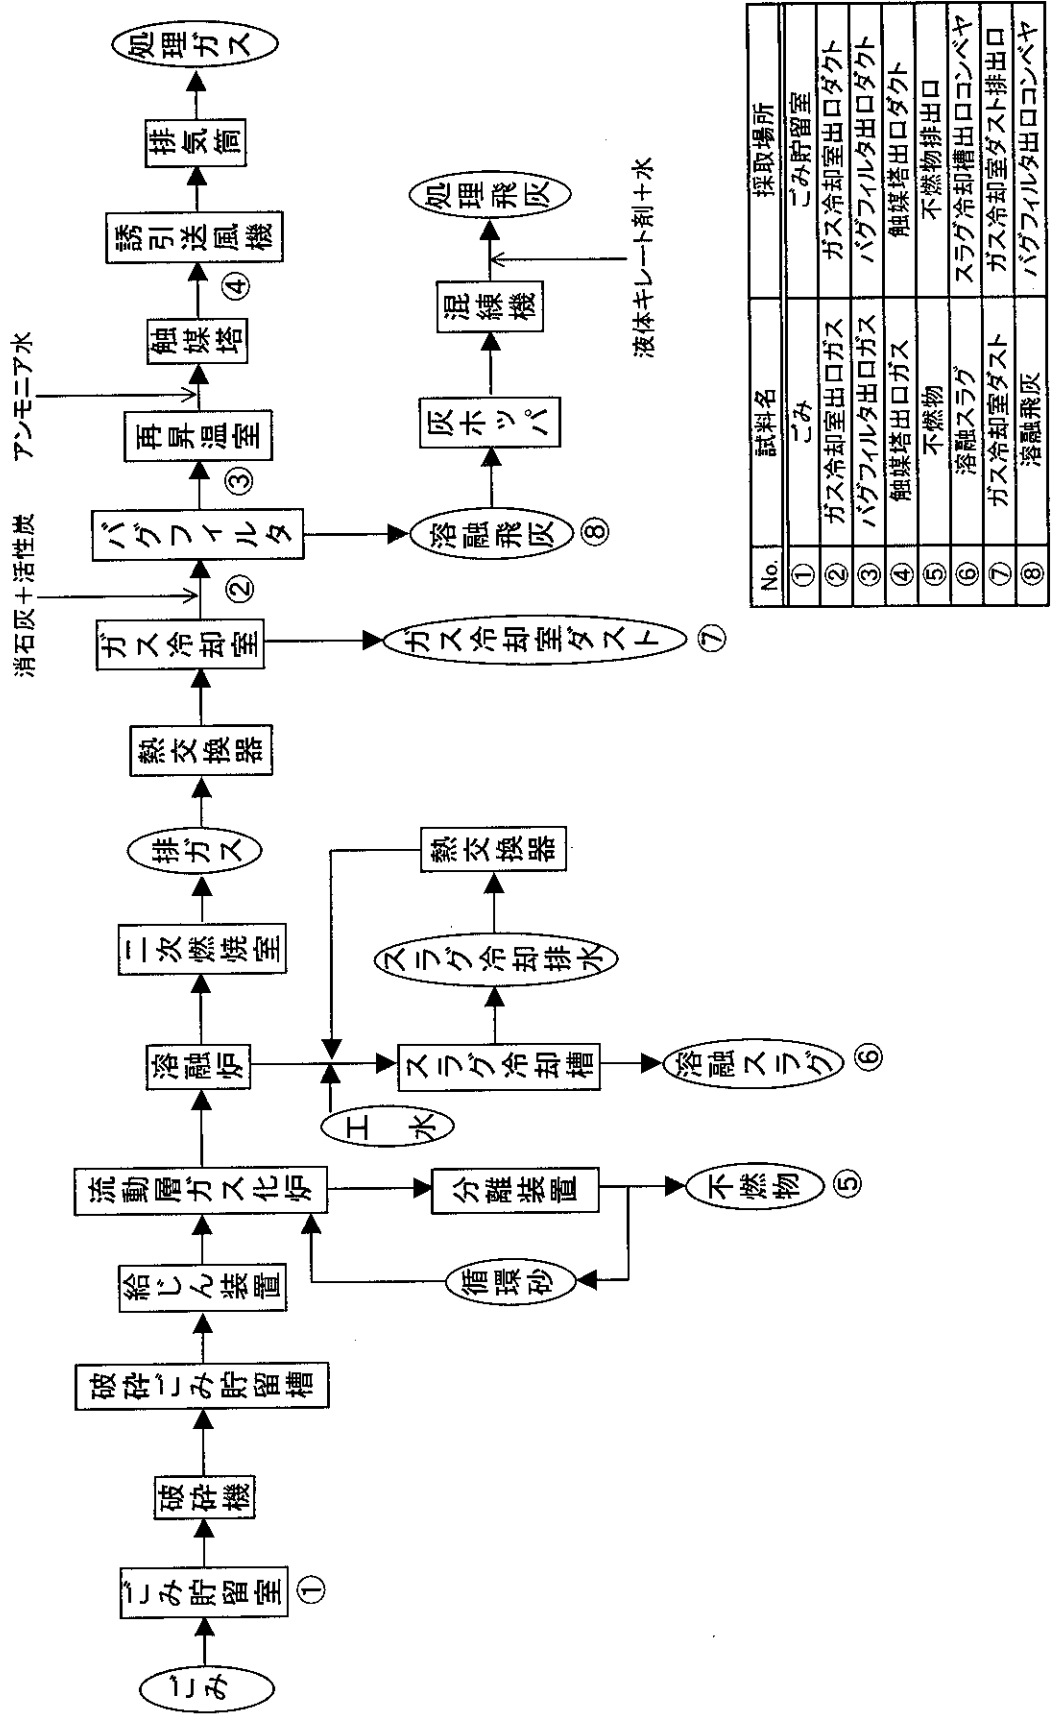 消石灰＋活性炭
アンモニア水
ごみ
ごみ貯留室
①
破砕機
破砕ごみ貯留槽
給じん装置
流動層ガス化炉
溶融炉
二次燃焼室
排ガス
熱交換器
ガス冷却室
②
バグフィルタ
③
再昇温室
触媒塔
④
誘引送風機
排気筒
処理ガス
循環砂
分離装置
不燃物
⑤
工水
スラグ冷却槽
溶融スラグ
⑥
スラグ冷却排水
熱交換器
ガス冷却室ダスト
⑦
溶融飛灰
⑧
灰ホッパ
混練機
処理飛灰
液体キレート剤＋水
No. 試料名 採取場所
① ごみ ごみ貯留室
② ガス冷却室出口ガス ガス冷却室出口ダクト
③ バグフィルタ出口ガス バグフィルタ出口ダクト
④ 触媒塔出口ガス 触媒塔出口ダクト
⑤ 不燃物 不燃物排出口
⑥ 溶融スラグ スラグ冷却槽出口コンベヤ
⑦ ガス冷却室ダスト ガス冷却室ダスト排出口
⑧ 溶融飛灰 バグフィルタ出口コンベヤ